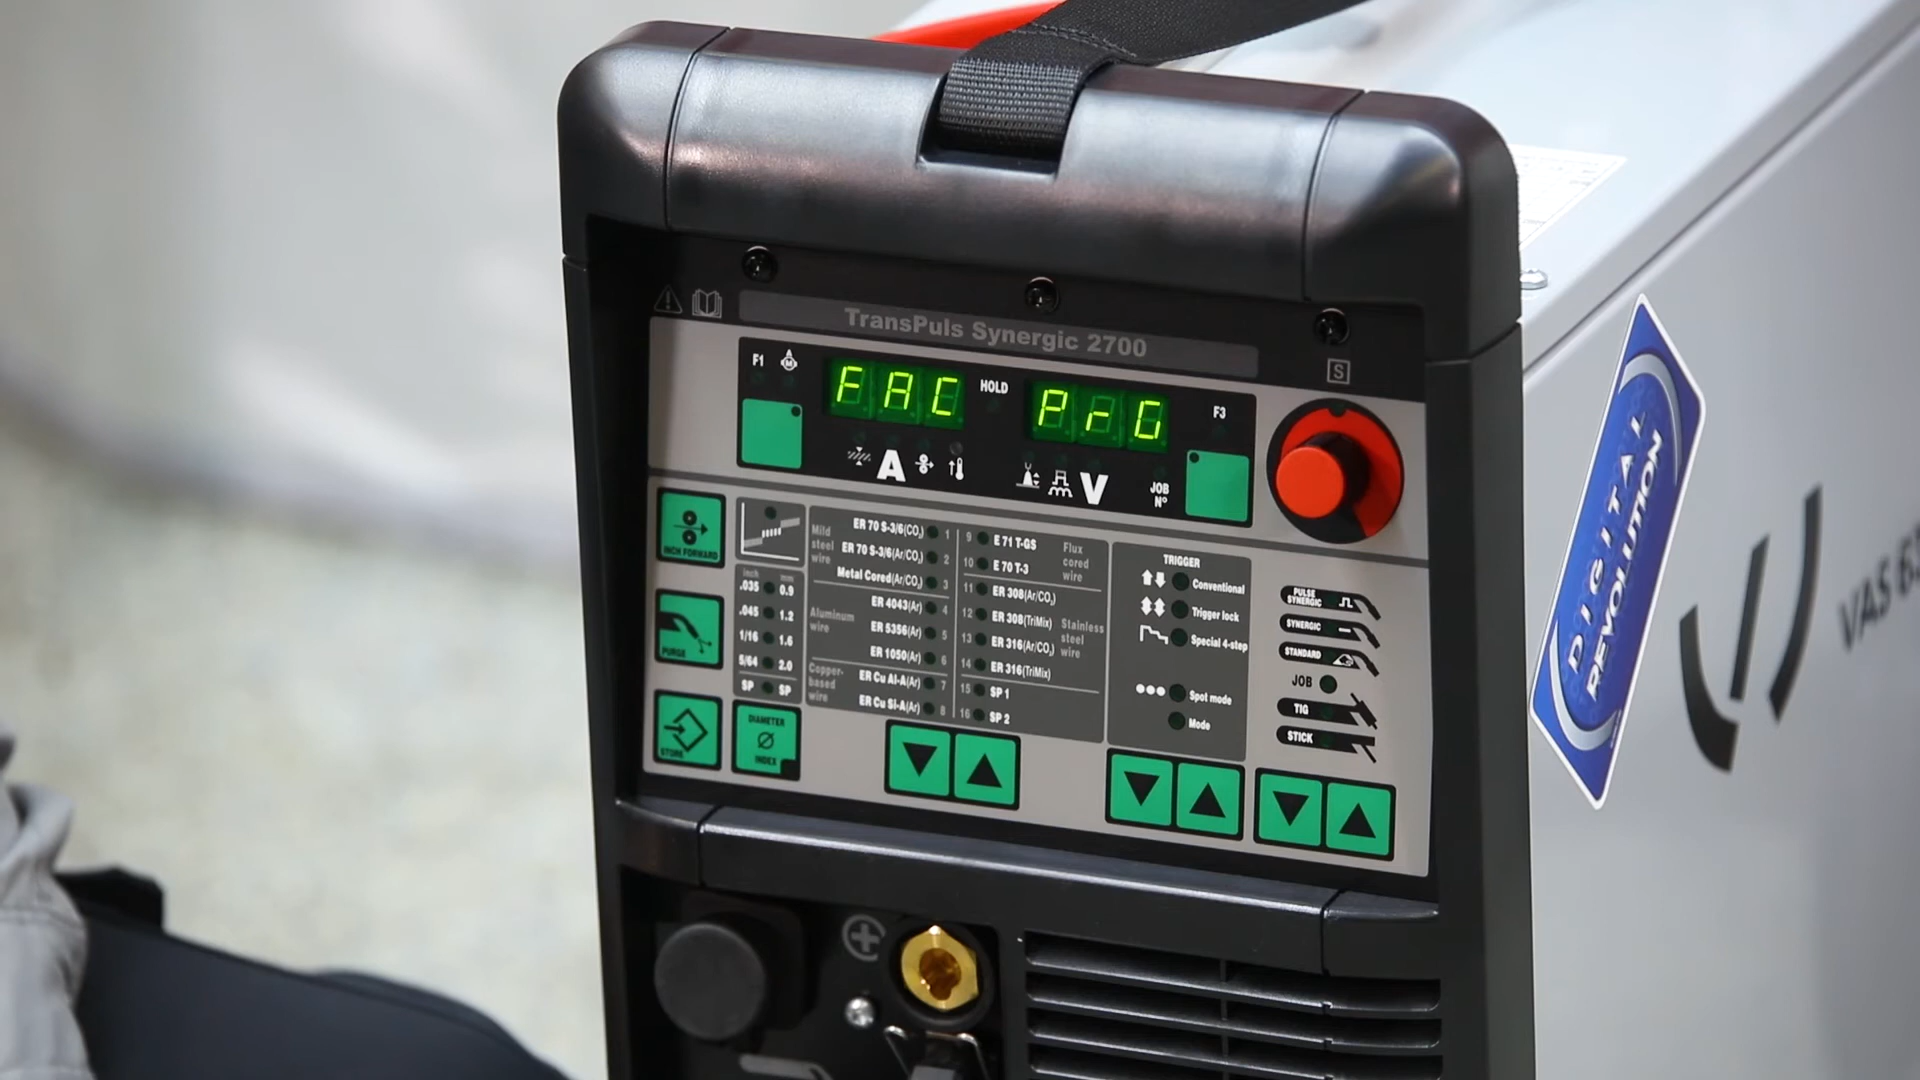 TransPuls Synergic 2700
S
F1
M
FAC
HOLD
PrG
F3
A
V
JOB
N°
INCH FORWARD
PURGE
STORE
inch mm
.035 0.9
.045 1.2
1/16 1.6
5/64 2.0
SP SP
DIAMETER
INDEX
Mild
steel
wire
ER 70 S-3/6(CO₂) 1
ER 70 S-3/6(Ar/CO₂) 2
Metal Cored(Ar/CO₂) 3
Aluminum
wire
ER 4043(Ar) 4
ER 5356(Ar) 5
ER 1050(Ar) 6
Copper-
based
wire
ER Cu Al-A(Ar) 7
ER Cu Si-A(Ar) 8
9 E 71 T-GS
10 E 70 T-3
Flux
cored
wire
11 ER 308(Ar/CO₂)
12 ER 308(TriMix)
13 ER 316(Ar/CO₂)
14 ER 316(TriMix)
Stainless
steel
wire
15 SP 1
16 SP 2
TRIGGER
Conventional
Trigger lock
Special 4-step
Spot mode
Mode
PULSE
SYNERGIC
SYNERGIC
STANDARD
JOB
TIG
STICK
DIGITAL
REVOLUTION
VAS 6